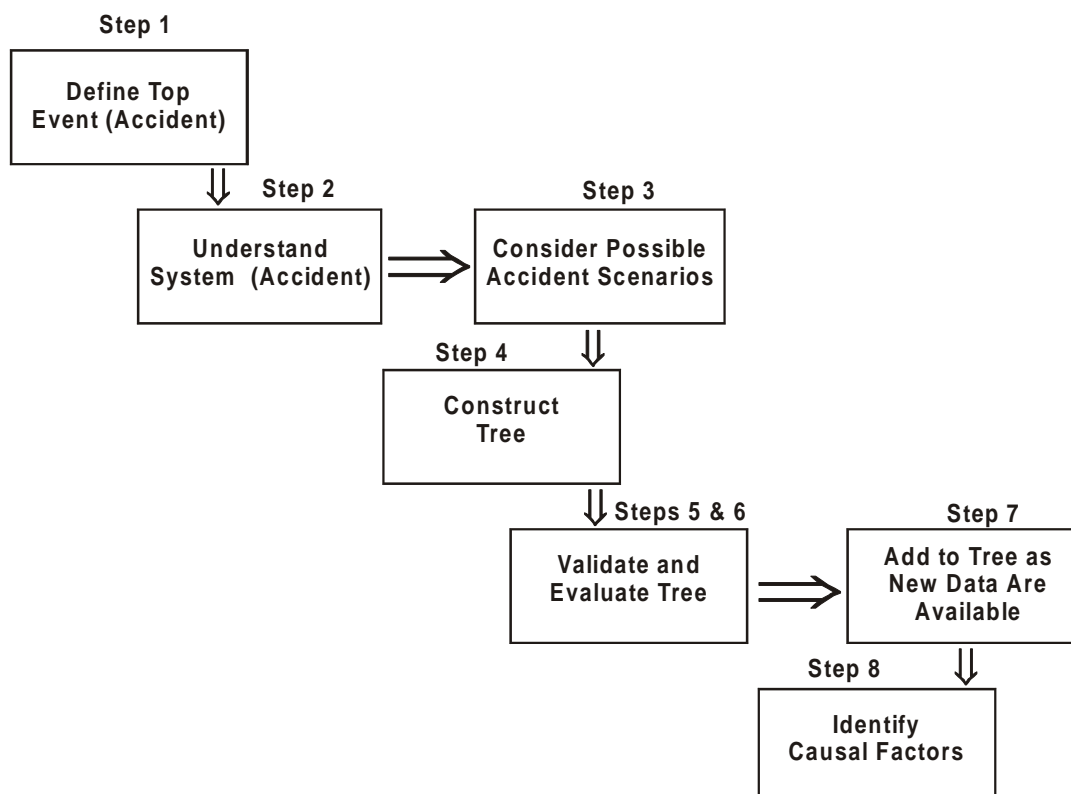 Step 1
Define Top
Event (Accident)
Step 2
Understand
System (Accident)
Step 3
Consider Possible
Accident Scenarios
Step 4
Construct
Tree
Steps 5 & 6
Validate and
Evaluate Tree
Step 7
Add to Tree as
New Data Are
Available
Step 8
Identify
Causal Factors